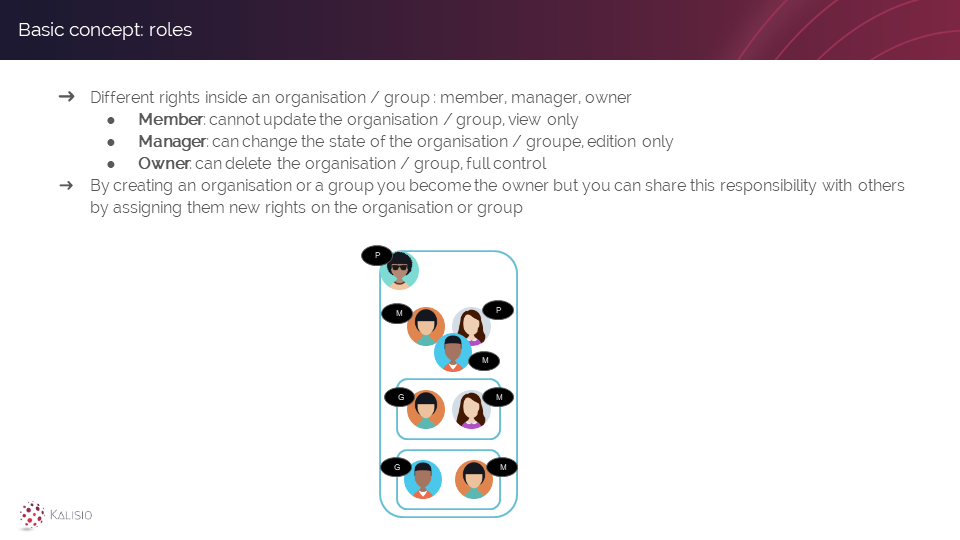 Basic concept: roles
➔ Different rights inside an organisation / group : member, manager, owner
● Member: cannot update the organisation / group, view only
● Manager: can change the state of the organisation / groupe, edition only
● Owner: can delete the organisation / group, full control
➔ By creating an organisation or a group you become the owner but you can share this responsibility with others
by assigning them new rights on the organisation or group
P
M
P
M
G
M
G
M
KALISIO